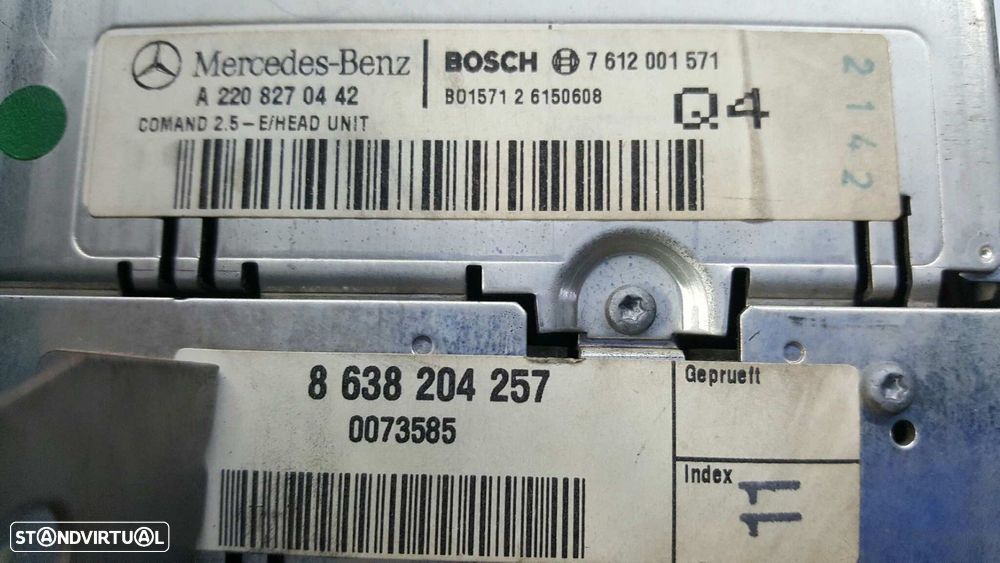 Mercedes-Benz
A 220 827 04 42
COMAND 2.5-E/HEAD UNIT
BOSCH 7 612 001 571
B01571 2 6150608
Q4
2142
8 638 204 257
0073585
Geprueft
Index
11
STANDVIRTUAL